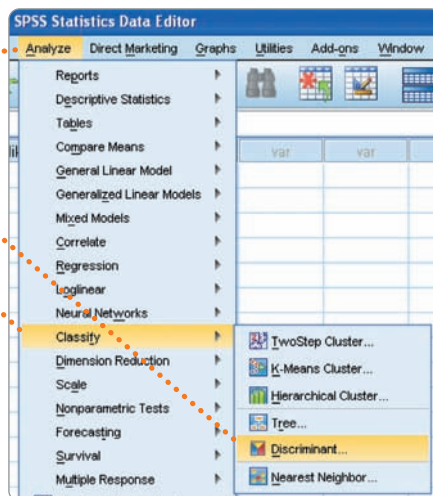 SPSS Statistics Data Editor
Analyze Direct Marketing Graphs Utilities Add-ons Window
Reports
Descriptive Statistics
Tables
Compare Means
var var
General Linear Model
Generalized Linear Models
Mixed Models
Correlate
Regression
Loglinear
Neural Networks
Classify
Dimension Reduction
Scale
Nonparametric Tests
Forecasting
Survival
Multiple Response
TwoStep Cluster...
K-Means Cluster...
Hierarchical Cluster...
Tree...
Discriminant...
Nearest Neighbor...